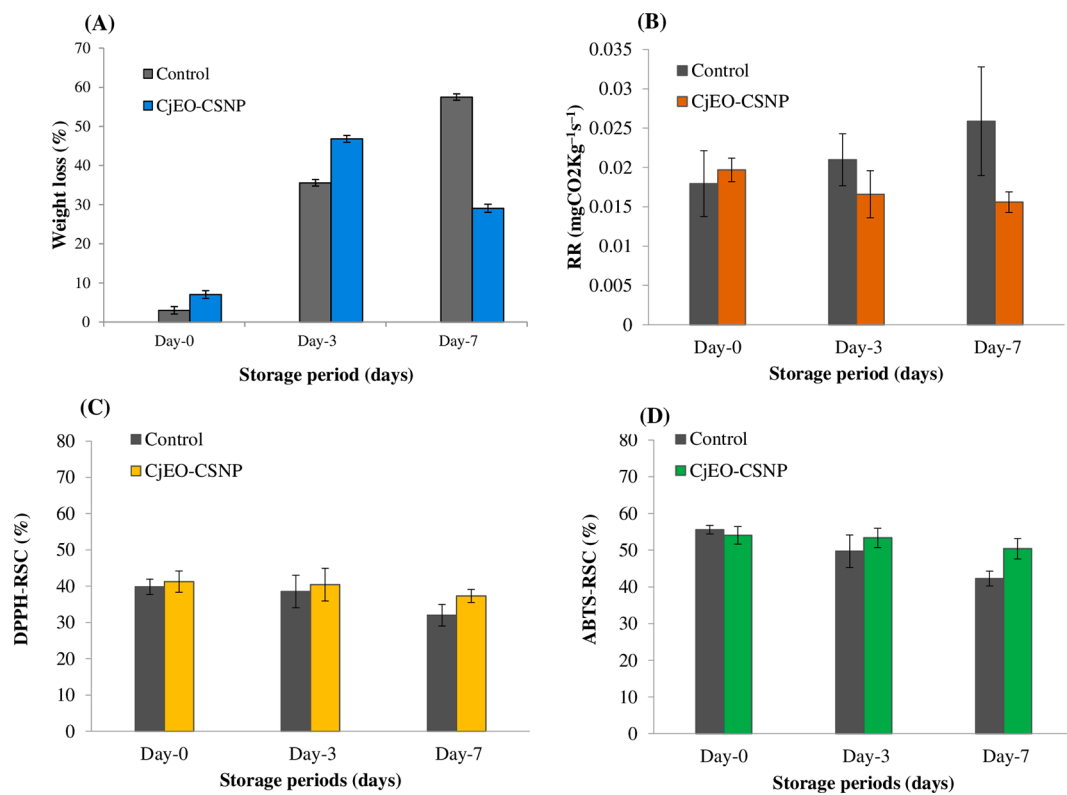 (A)
Weight loss (%)
70
60
50
40
30
20
10
0
Control
CjEO-CSNP
Day-0 Day-3 Day-7
Storage period (days)
(B)
RR (mgCO2Kg⁻¹s⁻¹)
0.035
0.03
0.025
0.02
0.015
0.01
0.005
0
Control
CjEO-CSNP
Day-0 Day-3 Day-7
Storage period (days)
(C)
DPPH-RSC (%)
80
70
60
50
40
30
20
10
0
Control
CjEO-CSNP
Day-0 Day-3 Day-7
Storage periods (days)
(D)
ABTS-RSC (%)
80
70
60
50
40
30
20
10
0
Control
CjEO-CSNP
Day-0 Day-3 Day-7
Storage periods (days)